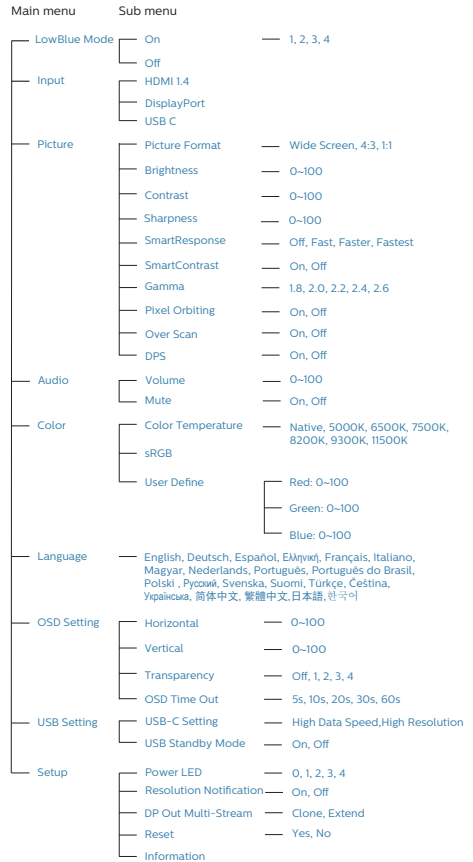 Main menu Sub menu
LowBlue Mode On 1, 2, 3, 4
Off
Input HDMI 1.4
DisplayPort
USB C
Picture Picture Format Wide Screen, 4:3, 1:1
Brightness 0~100
Contrast 0~100
Sharpness 0~100
SmartResponse Off, Fast, Faster, Fastest
SmartContrast On, Off
Gamma 1.8, 2.0, 2.2, 2.4, 2.6
Pixel Orbiting On, Off
Over Scan On, Off
DPS On, Off
Audio Volume 0~100
Mute On, Off
Color Color Temperature Native, 5000K, 6500K, 7500K,
8200K, 9300K, 11500K
sRGB
User Define Red: 0~100
Green: 0~100
Blue: 0~100
Language English, Deutsch, Español, Ελληνική, Français, Italiano,
Magyar, Nederlands, Português, Português do Brasil,
Polski , Русский, Svenska, Suomi, Türkçe, Čeština,
Українська, 简体中文, 繁體中文,日本語,한국어
OSD Setting Horizontal 0~100
Vertical 0~100
Transparency Off, 1, 2, 3, 4
OSD Time Out 5s, 10s, 20s, 30s, 60s
USB Setting USB-C Setting High Data Speed,High Resolution
USB Standby Mode On, Off
Setup Power LED 0, 1, 2, 3, 4
Resolution Notification On, Off
DP Out Multi-Stream Clone, Extend
Reset Yes, No
Information